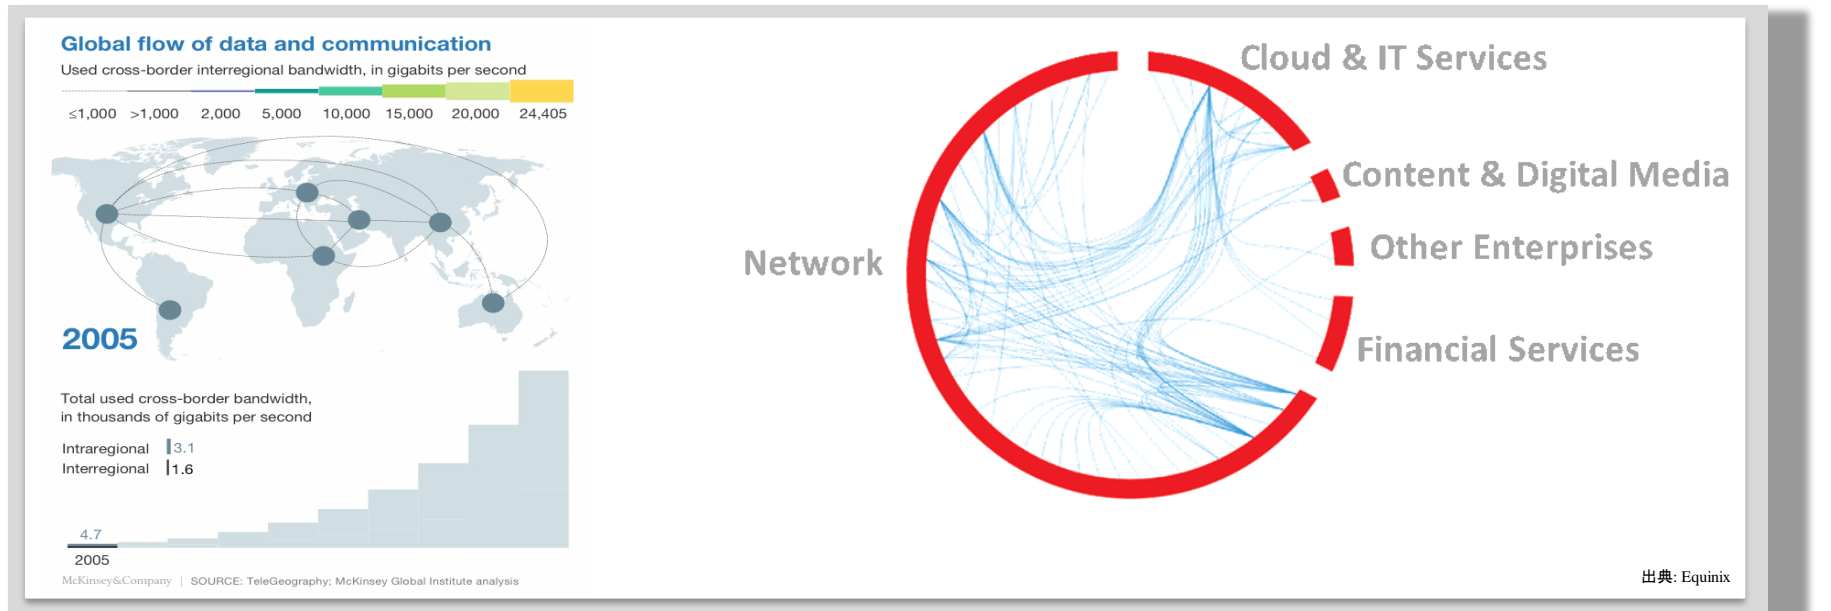 Global flow of data and communication
Used cross-border interregional bandwidth, in gigabits per second
≤1,000 >1,000 2,000 5,000 10,000 15,000 20,000 24,405
2005
Total used cross-border bandwidth,
in thousands of gigabits per second
Intraregional 3.1
Interregional 1.6
4.7
2005
McKinsey&Company | SOURCE: TeleGeography; McKinsey Global Institute analysis
Cloud & IT Services
Content & Digital Media
Network
Other Enterprises
Financial Services
出典: Equinix